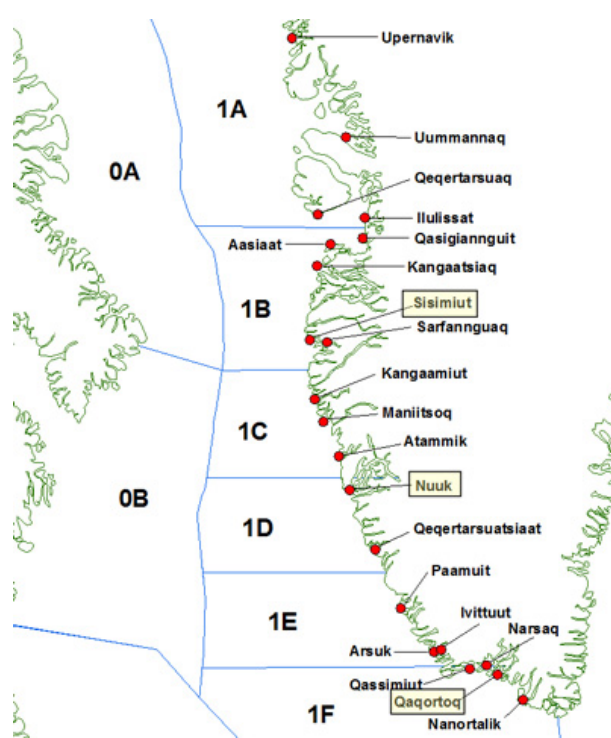 Upernavik
1A
Uummannaq
0A
Qeqertarsuaq
Ilulissat
Aasiaat
Qasigiannguit
Kangaatsiaq
1B
Sisimiut
Sarfannguaq
Kangaamiut
Maniitsoq
1C
Atammik
Nuuk
0B
1D
Qeqertarsuatsiaat
Paamuit
1E
Ivittuut
Narsaq
Arsuk
Qassimiut
Qaqortoq
1F
Nanortalik